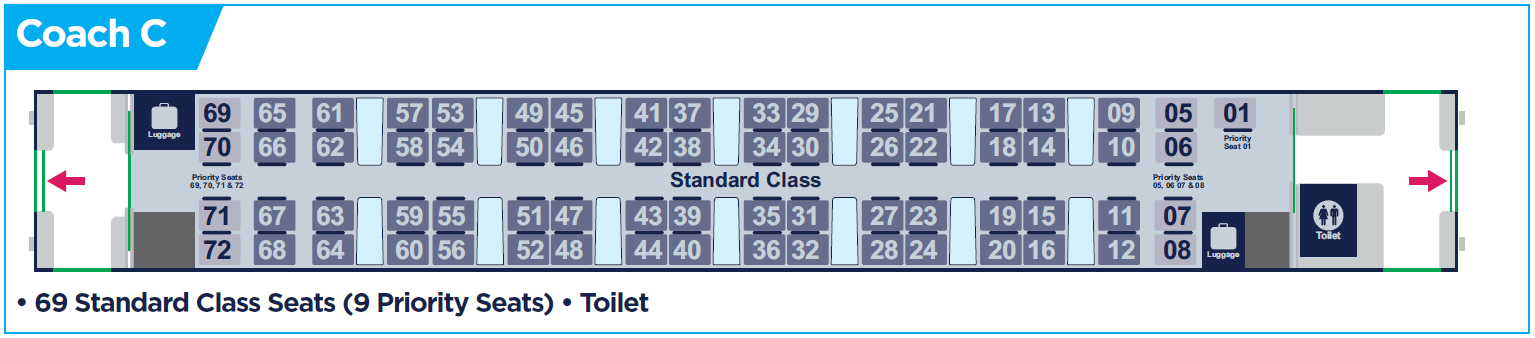 Coach C
69 65 61 57 53 49 45 41 37 33 29 25 21 17 13 09 05 01
Luggage
70 66 62 58 54 50 46 42 38 34 30 26 22 18 14 10 06
Priority
Seat 01
Priority Seats
69, 70, 71 & 72
Standard Class
Priority Seats
05, 06 07 & 08
71 67 63 59 55 51 47 43 39 35 31 27 23 19 15 11 07
72 68 64 60 56 52 48 44 40 36 32 28 24 20 16 12 08
Luggage
Toilet
• 69 Standard Class Seats (9 Priority Seats) • Toilet